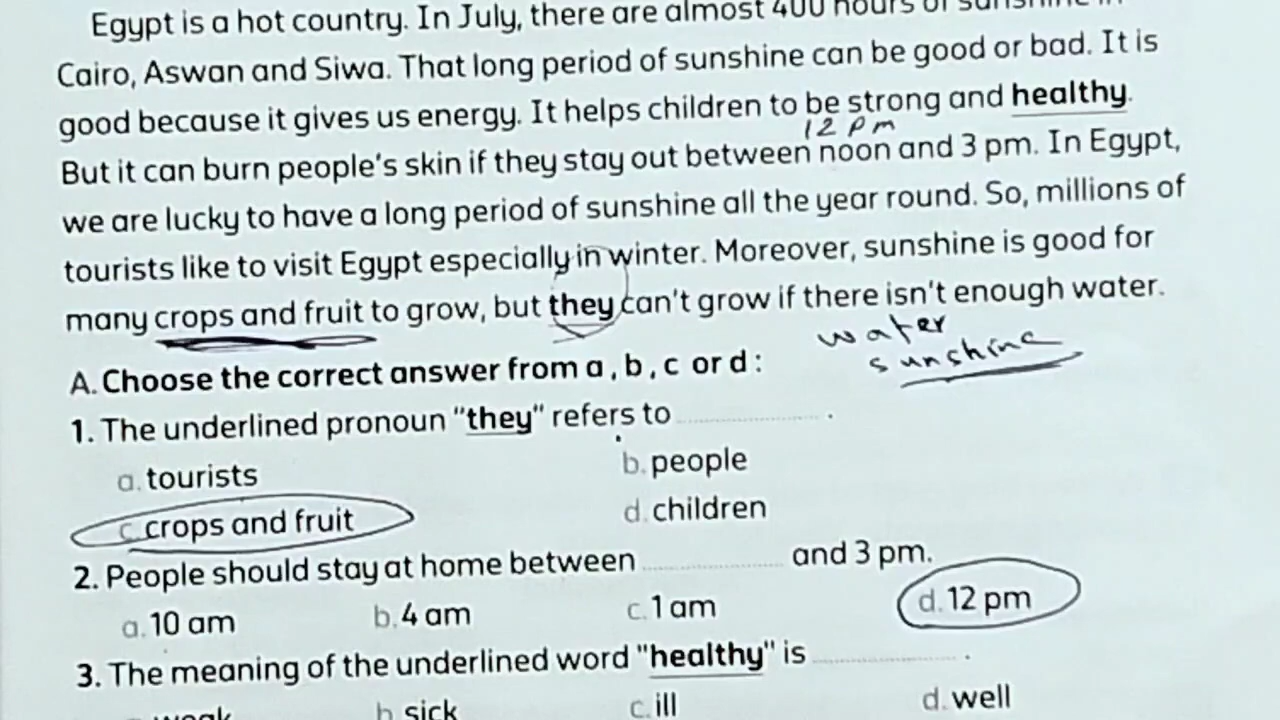 Egypt is a hot country. In July, there are almost 400 hours of sunshine in
Cairo, Aswan and Siwa. That long period of sunshine can be good or bad. It is
good because it gives us energy. It helps children to be strong and healthy.
12 pm
But it can burn people's skin if they stay out between noon and 3 pm. In Egypt,
we are lucky to have a long period of sunshine all the year round. So, millions of
tourists like to visit Egypt especially in winter. Moreover, sunshine is good for
many crops and fruit to grow, but they can't grow if there isn't enough water.
water
sunshine
A. Choose the correct answer from a , b , c or d :
1. The underlined pronoun "they" refers to .......... .
a. tourists b. people
c. crops and fruit d. children
2. People should stay at home between .......... and 3 pm.
a. 10 am b. 4 am c. 1 am d. 12 pm
3. The meaning of the underlined word "healthy" is .......... .
a. weak b. sick c. ill d. well